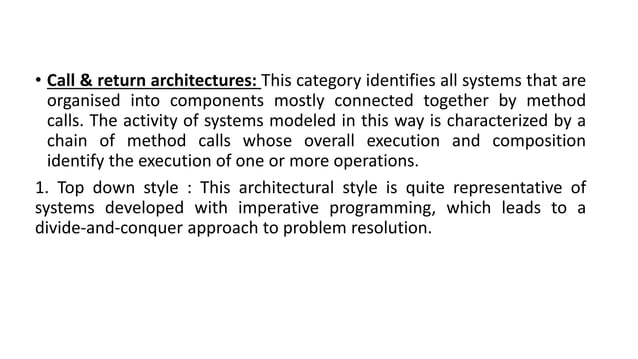 • Call & return architectures: This category identifies all systems that are
organised into components mostly connected together by method
calls. The activity of systems modeled in this way is characterized by a
chain of method calls whose overall execution and composition
identify the execution of one or more operations.
1. Top down style : This architectural style is quite representative of
systems developed with imperative programming, which leads to a
divide-and-conquer approach to problem resolution.